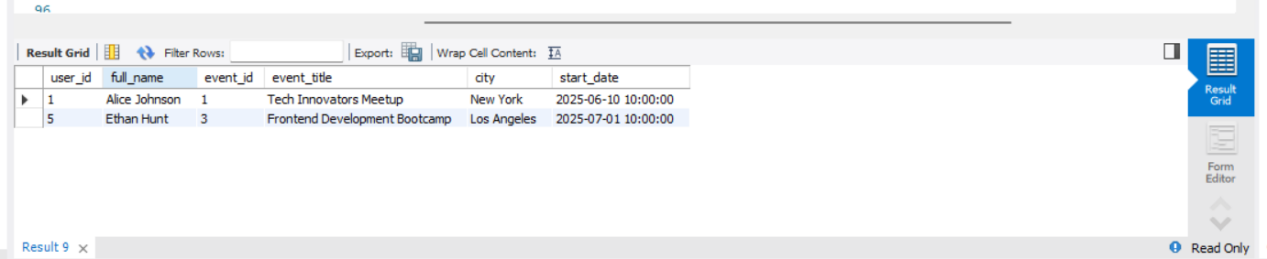 96
Result Grid Filter Rows: Export: Wrap Cell Content: IA
user_id full_name event_id event_title city start_date
1 Alice Johnson 1 Tech Innovators Meetup New York 2025-06-10 10:00:00
5 Ethan Hunt 3 Frontend Development Bootcamp Los Angeles 2025-07-01 10:00:00
Result
Grid
Form
Editor
Result 9 Read Only